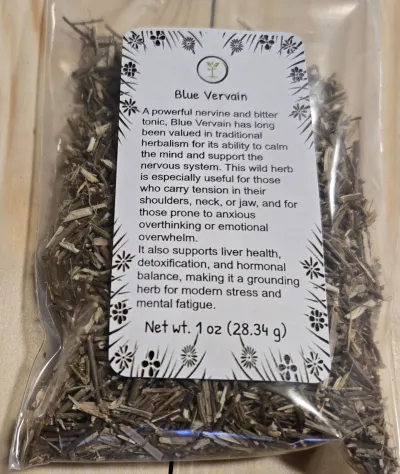 Blue Vervain
A powerful nervine and bitter
tonic, Blue Vervain has long
been valued in traditional
herbalism for its ability to calm
the mind and support the
nervous system. This wild herb
is especially useful for those
who carry tension in their
shoulders, neck, or jaw, and for
those prone to anxious
overthinking or emotional
overwhelm.
It also supports liver health,
detoxification, and hormonal
balance, making it a grounding
herb for modern stress and
mental fatigue.
Net wt. 1 oz (28.34 g)